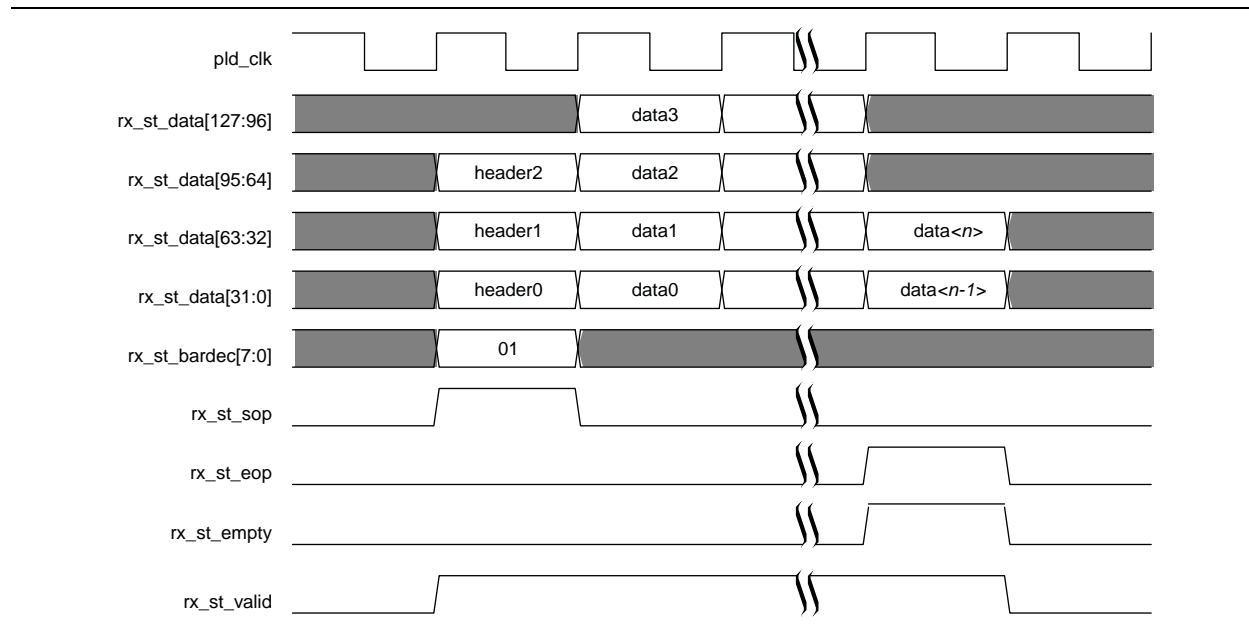 pld_clk
rx_st_data[127:96] data3
rx_st_data[95:64] header2 data2
rx_st_data[63:32] header1 data1 data<n>
rx_st_data[31:0] header0 data0 data<n-1>
rx_st_bardec[7:0] 01
rx_st_sop
rx_st_eop
rx_st_empty
rx_st_valid